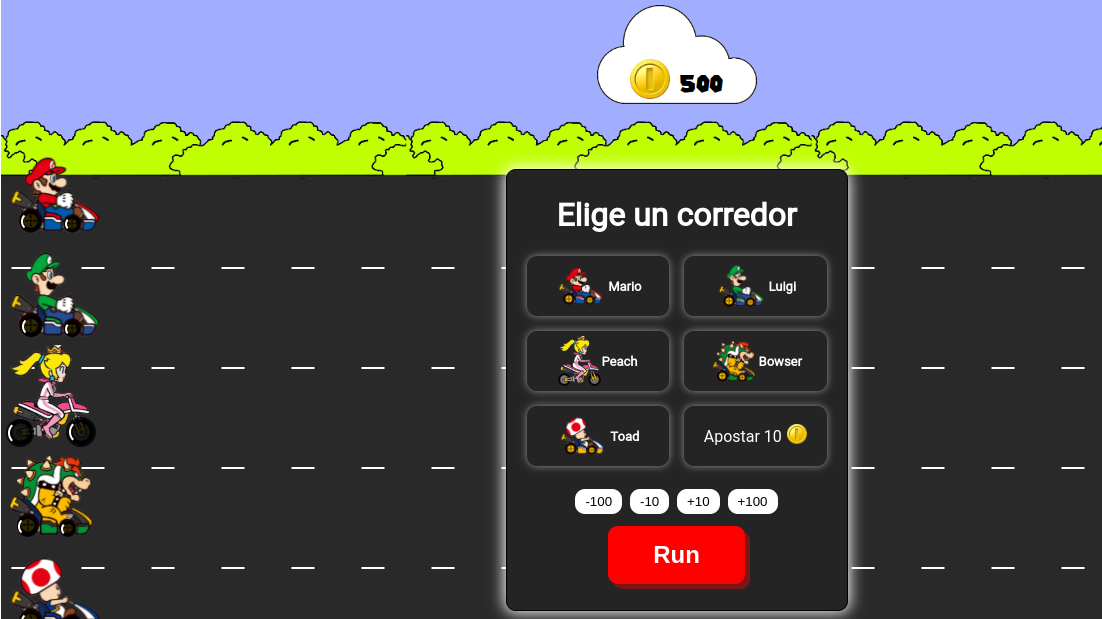 500
Elige un corredor
Mario
Luigi
Peach
Bowser
Toad
Apostar 10
-100
-10
+10
+100
Run